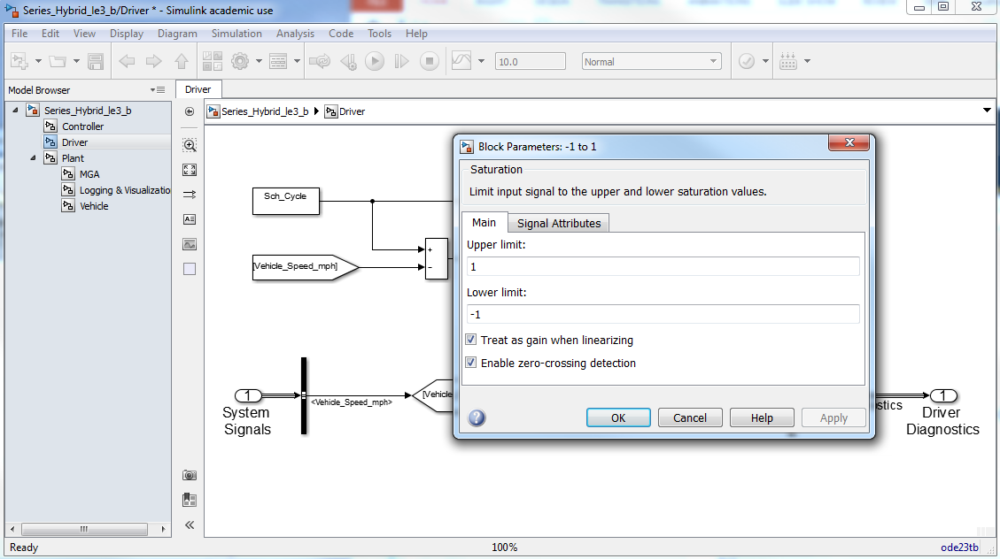 Series_Hybrid_le3_b/Driver * - Simulink academic use
File Edit View Display Diagram Simulation Analysis Code Tools Help
10.0 Normal
Model Browser
Driver
Series_Hybrid_le3_b
Controller
Driver
Plant
MGA
Logging & Visualizatio
Vehicle
Series_Hybrid_le3_b Driver
Sch_Cycle
[Vehicle_Speed_mph]
+
−
1
System
Signals
<Vehicle_Speed_mph>
[Vehicle
Block Parameters: -1 to 1
Saturation
Limit input signal to the upper and lower saturation values.
Main Signal Attributes
Upper limit:
1
Lower limit:
-1
Treat as gain when linearizing
Enable zero-crossing detection
OK Cancel Help Apply
stics
1
Driver
Diagnostics
Ready 100% ode23tb